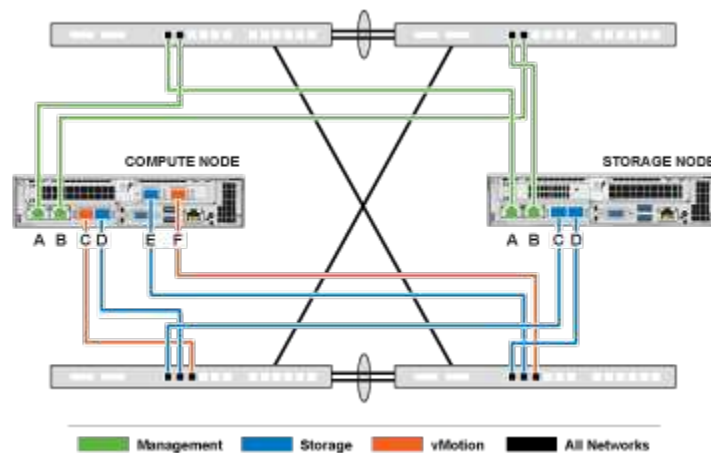 COMPUTE NODE
STORAGE NODE
A B C D E F
A B C D
Management Storage vMotion All Networks